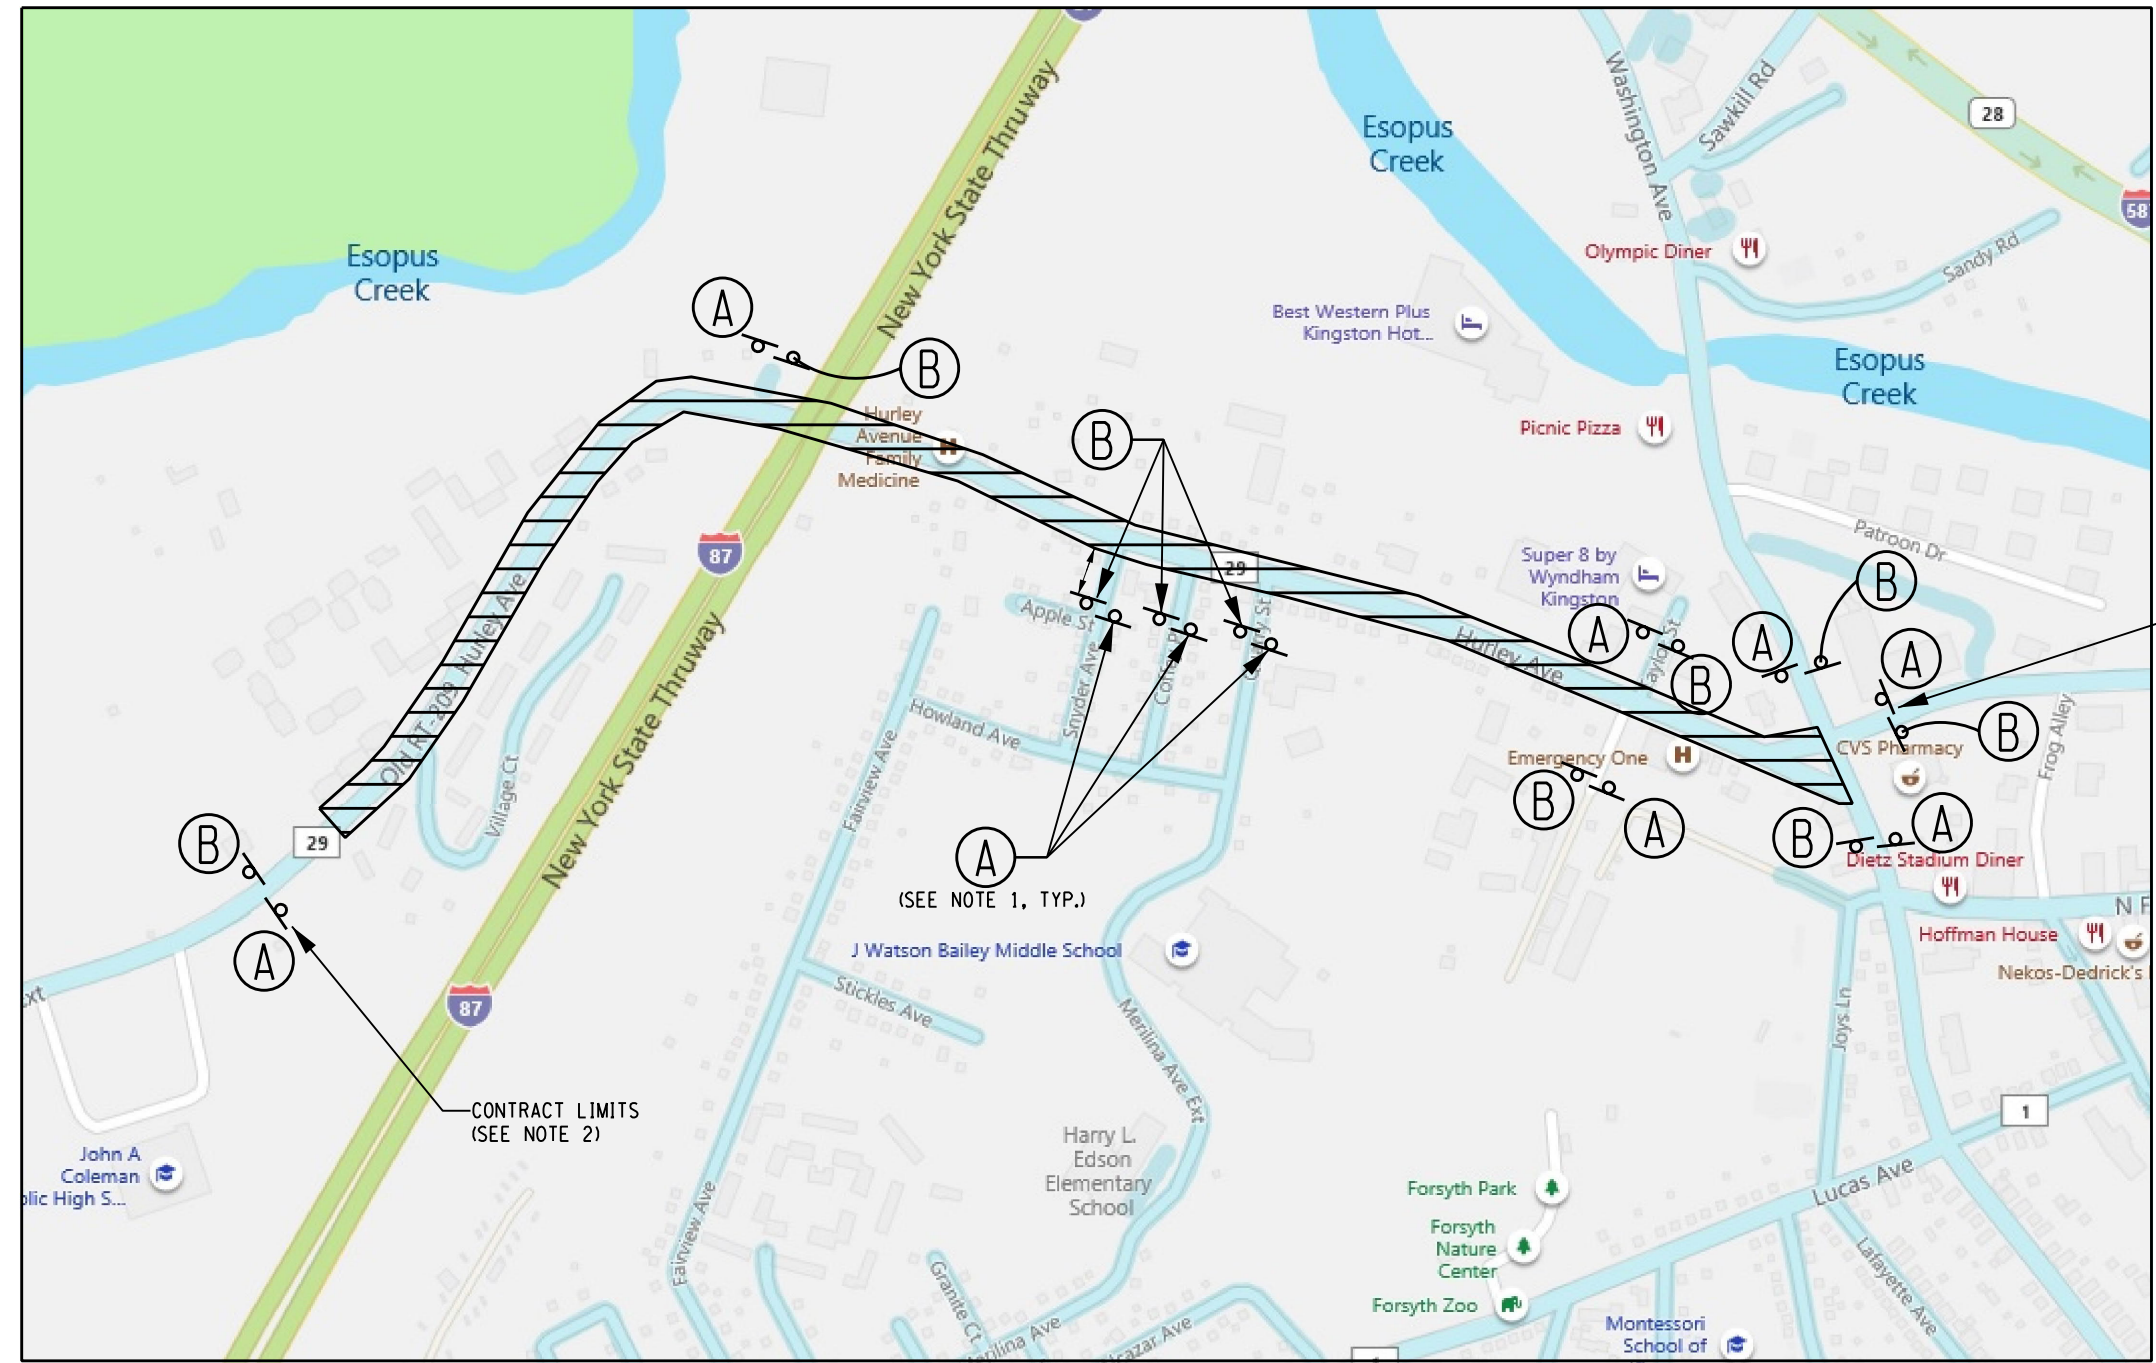 Esopus
Creek
Washington Ave
Sawkill Rd
28
Esopus
Creek
New York State Thruway
58
Olympic Diner
Sandy Rd
A
B
Best Western Plus
Kingston Hot...
Esopus
Creek
Hurley
Avenue
Family
Medicine
B
Picnic Pizza
Patroon Dr
87
29
Super 8 by
Wyndham
Kingston
B
Apple St
A
A
A
Old RT-209 Hurley Ave
Hurley Ave
B
Snyder Ave
Howland Ave
New York State Thruway
Fairview Ave
Village Ct
Emergency One
CVS Pharmacy
B
Frog Alley
B
A
B
A
B
29
A
(SEE NOTE 1, TYP.)
Dietz Stadium Diner
N F
A
J Watson Bailey Middle School
Hoffman House
Nekos-Dedrick's
xt
87
Stickles Ave
Merilina Ave Ext
Joys Ln
CONTRACT LIMITS
(SEE NOTE 2)
1
John A
Coleman
olic High S...
Harry L.
Edson
Elementary
School
Lucas Ave
Forsyth Park
Forsyth
Nature
Center
Forsyth Zoo
Fairview Ave
Granite Ct
Lafayette Ave
Montessori
School of